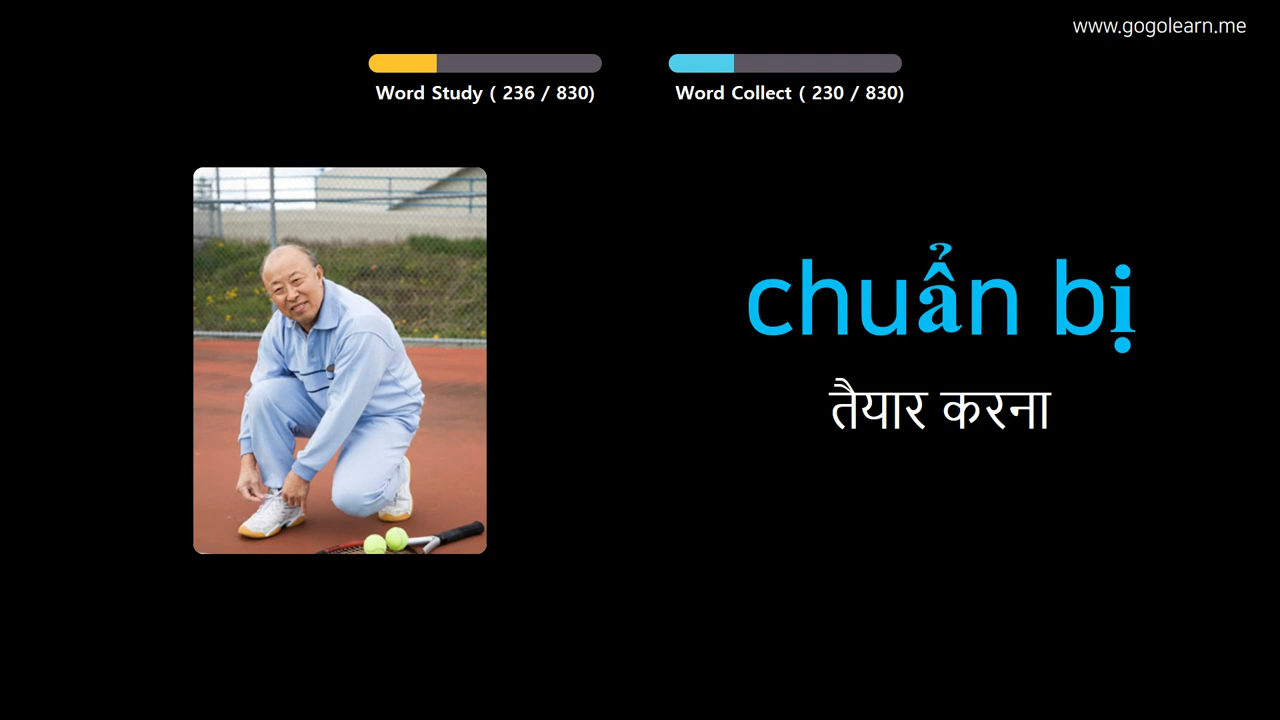 www.gogolearn.me
Word Study ( 236 / 830)
Word Collect ( 230 / 830)
chuẩn bị
तैयार करना